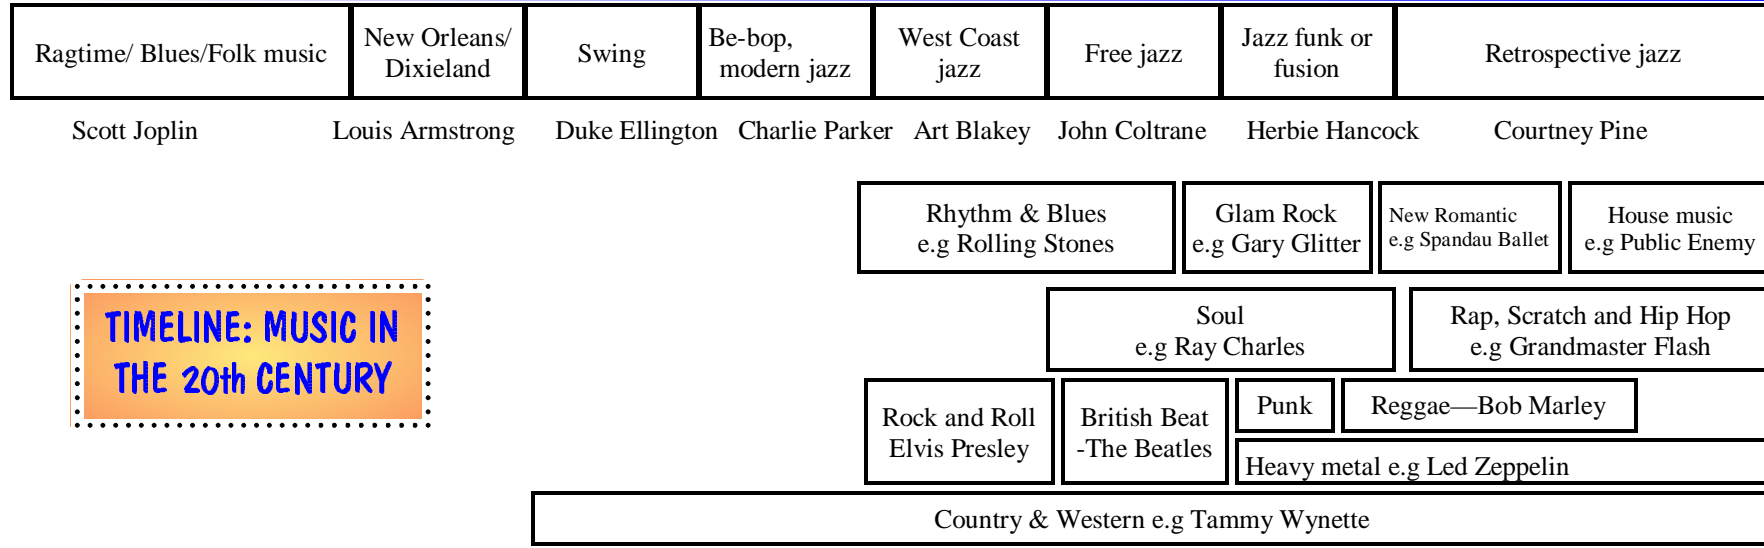 Ragtime/ Blues/Folk music
New Orleans/
Dixieland
Swing
Be-bop,
modern jazz
West Coast
jazz
Free jazz
Jazz funk or
fusion
Retrospective jazz
Scott Joplin
Louis Armstrong
Duke Ellington
Charlie Parker
Art Blakey
John Coltrane
Herbie Hancock
Courtney Pine
Rhythm & Blues
e.g Rolling Stones
Glam Rock
e.g Gary Glitter
New Romantic
e.g Spandau Ballet
House music
e.g Public Enemy
TIMELINE: MUSIC IN
THE 20th CENTURY
Soul
e.g Ray Charles
Rap, Scratch and Hip Hop
e.g Grandmaster Flash
Rock and Roll
Elvis Presley
British Beat
-The Beatles
Punk
Reggae—Bob Marley
Heavy metal e.g Led Zeppelin
Country & Western e.g Tammy Wynette